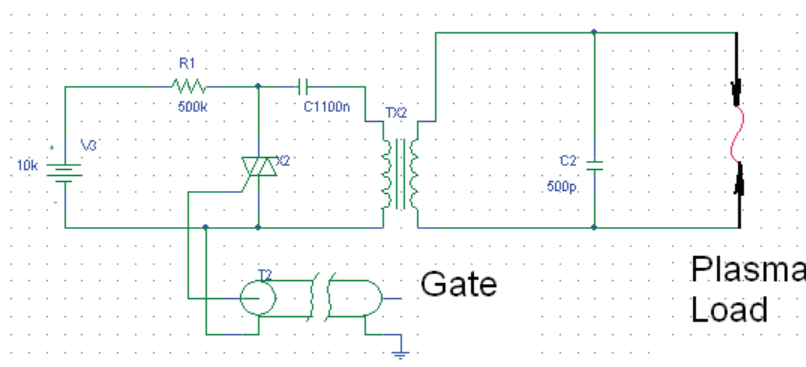 R1
500k
C1100n
TX2
V3
10k
X2
C2
500p
T2
Gate
Plasma
Load